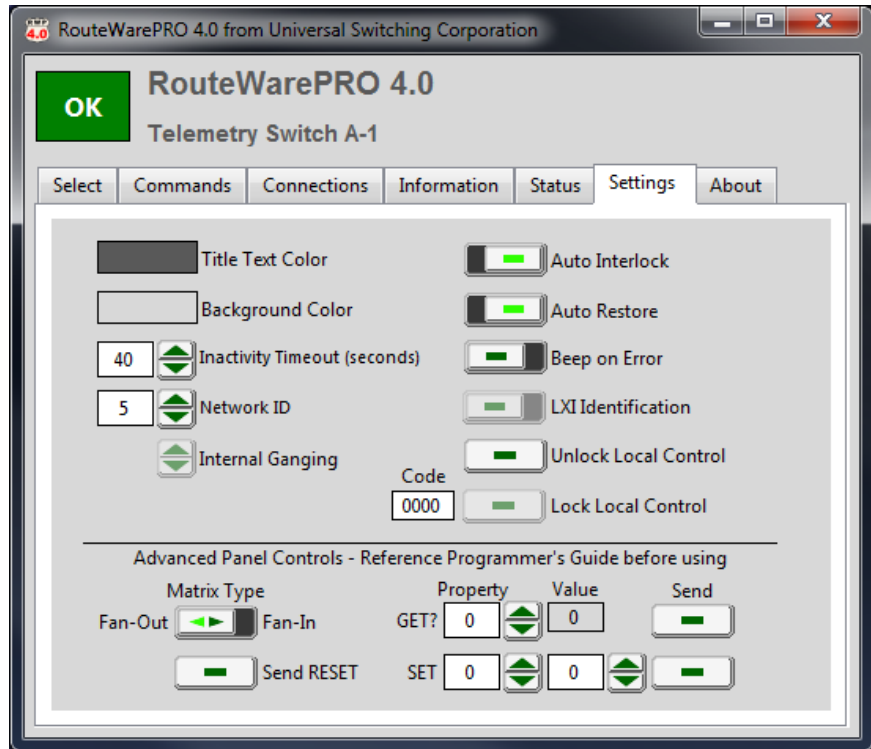 4.0 RouteWarePRO 4.0 from Universal Switching Corporation
OK
RouteWarePRO 4.0
Telemetry Switch A-1
Select Commands Connections Information Status Settings About
Title Text Color Auto Interlock
Background Color Auto Restore
40 Inactivity Timeout (seconds) Beep on Error
5 Network ID LXI Identification
Internal Ganging Unlock Local Control
Code
0000 Lock Local Control
Advanced Panel Controls - Reference Programmer's Guide before using
Matrix Type Property Value Send
Fan-Out Fan-In GET? 0 0
Send RESET SET 0 0